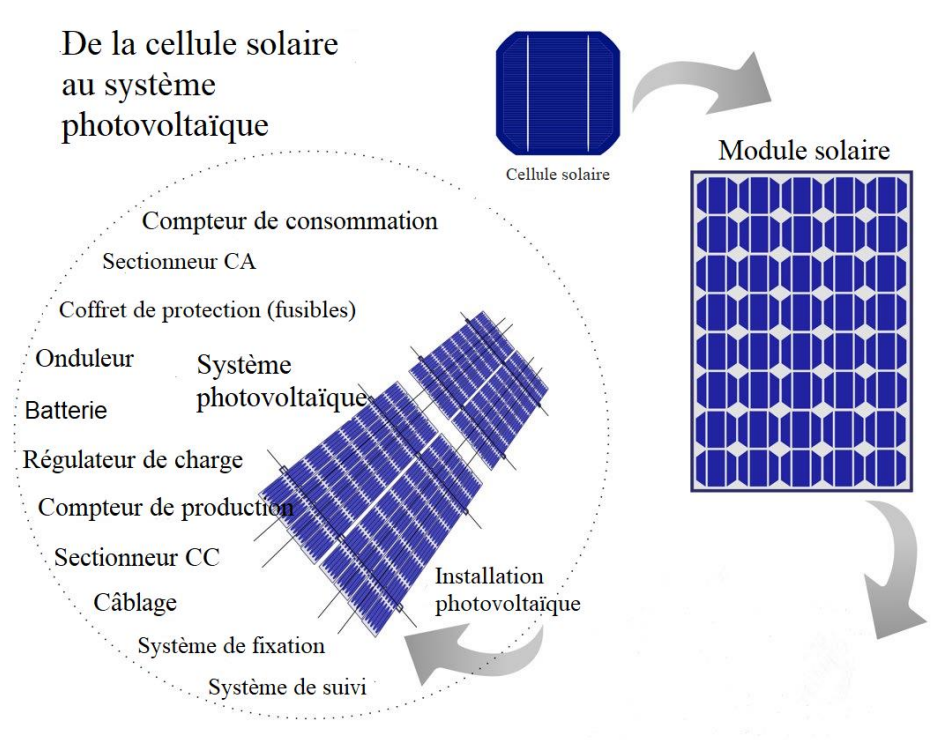 De la cellule solaire
au système
photovoltaïque
Cellule solaire
Module solaire
Compteur de consommation
Sectionneur CA
Coffret de protection (fusibles)
Onduleur
Système
photovoltaïque
Batterie
Régulateur de charge
Compteur de production
Sectionneur CC
Installation
photovoltaïque
Câblage
Système de fixation
Système de suivi